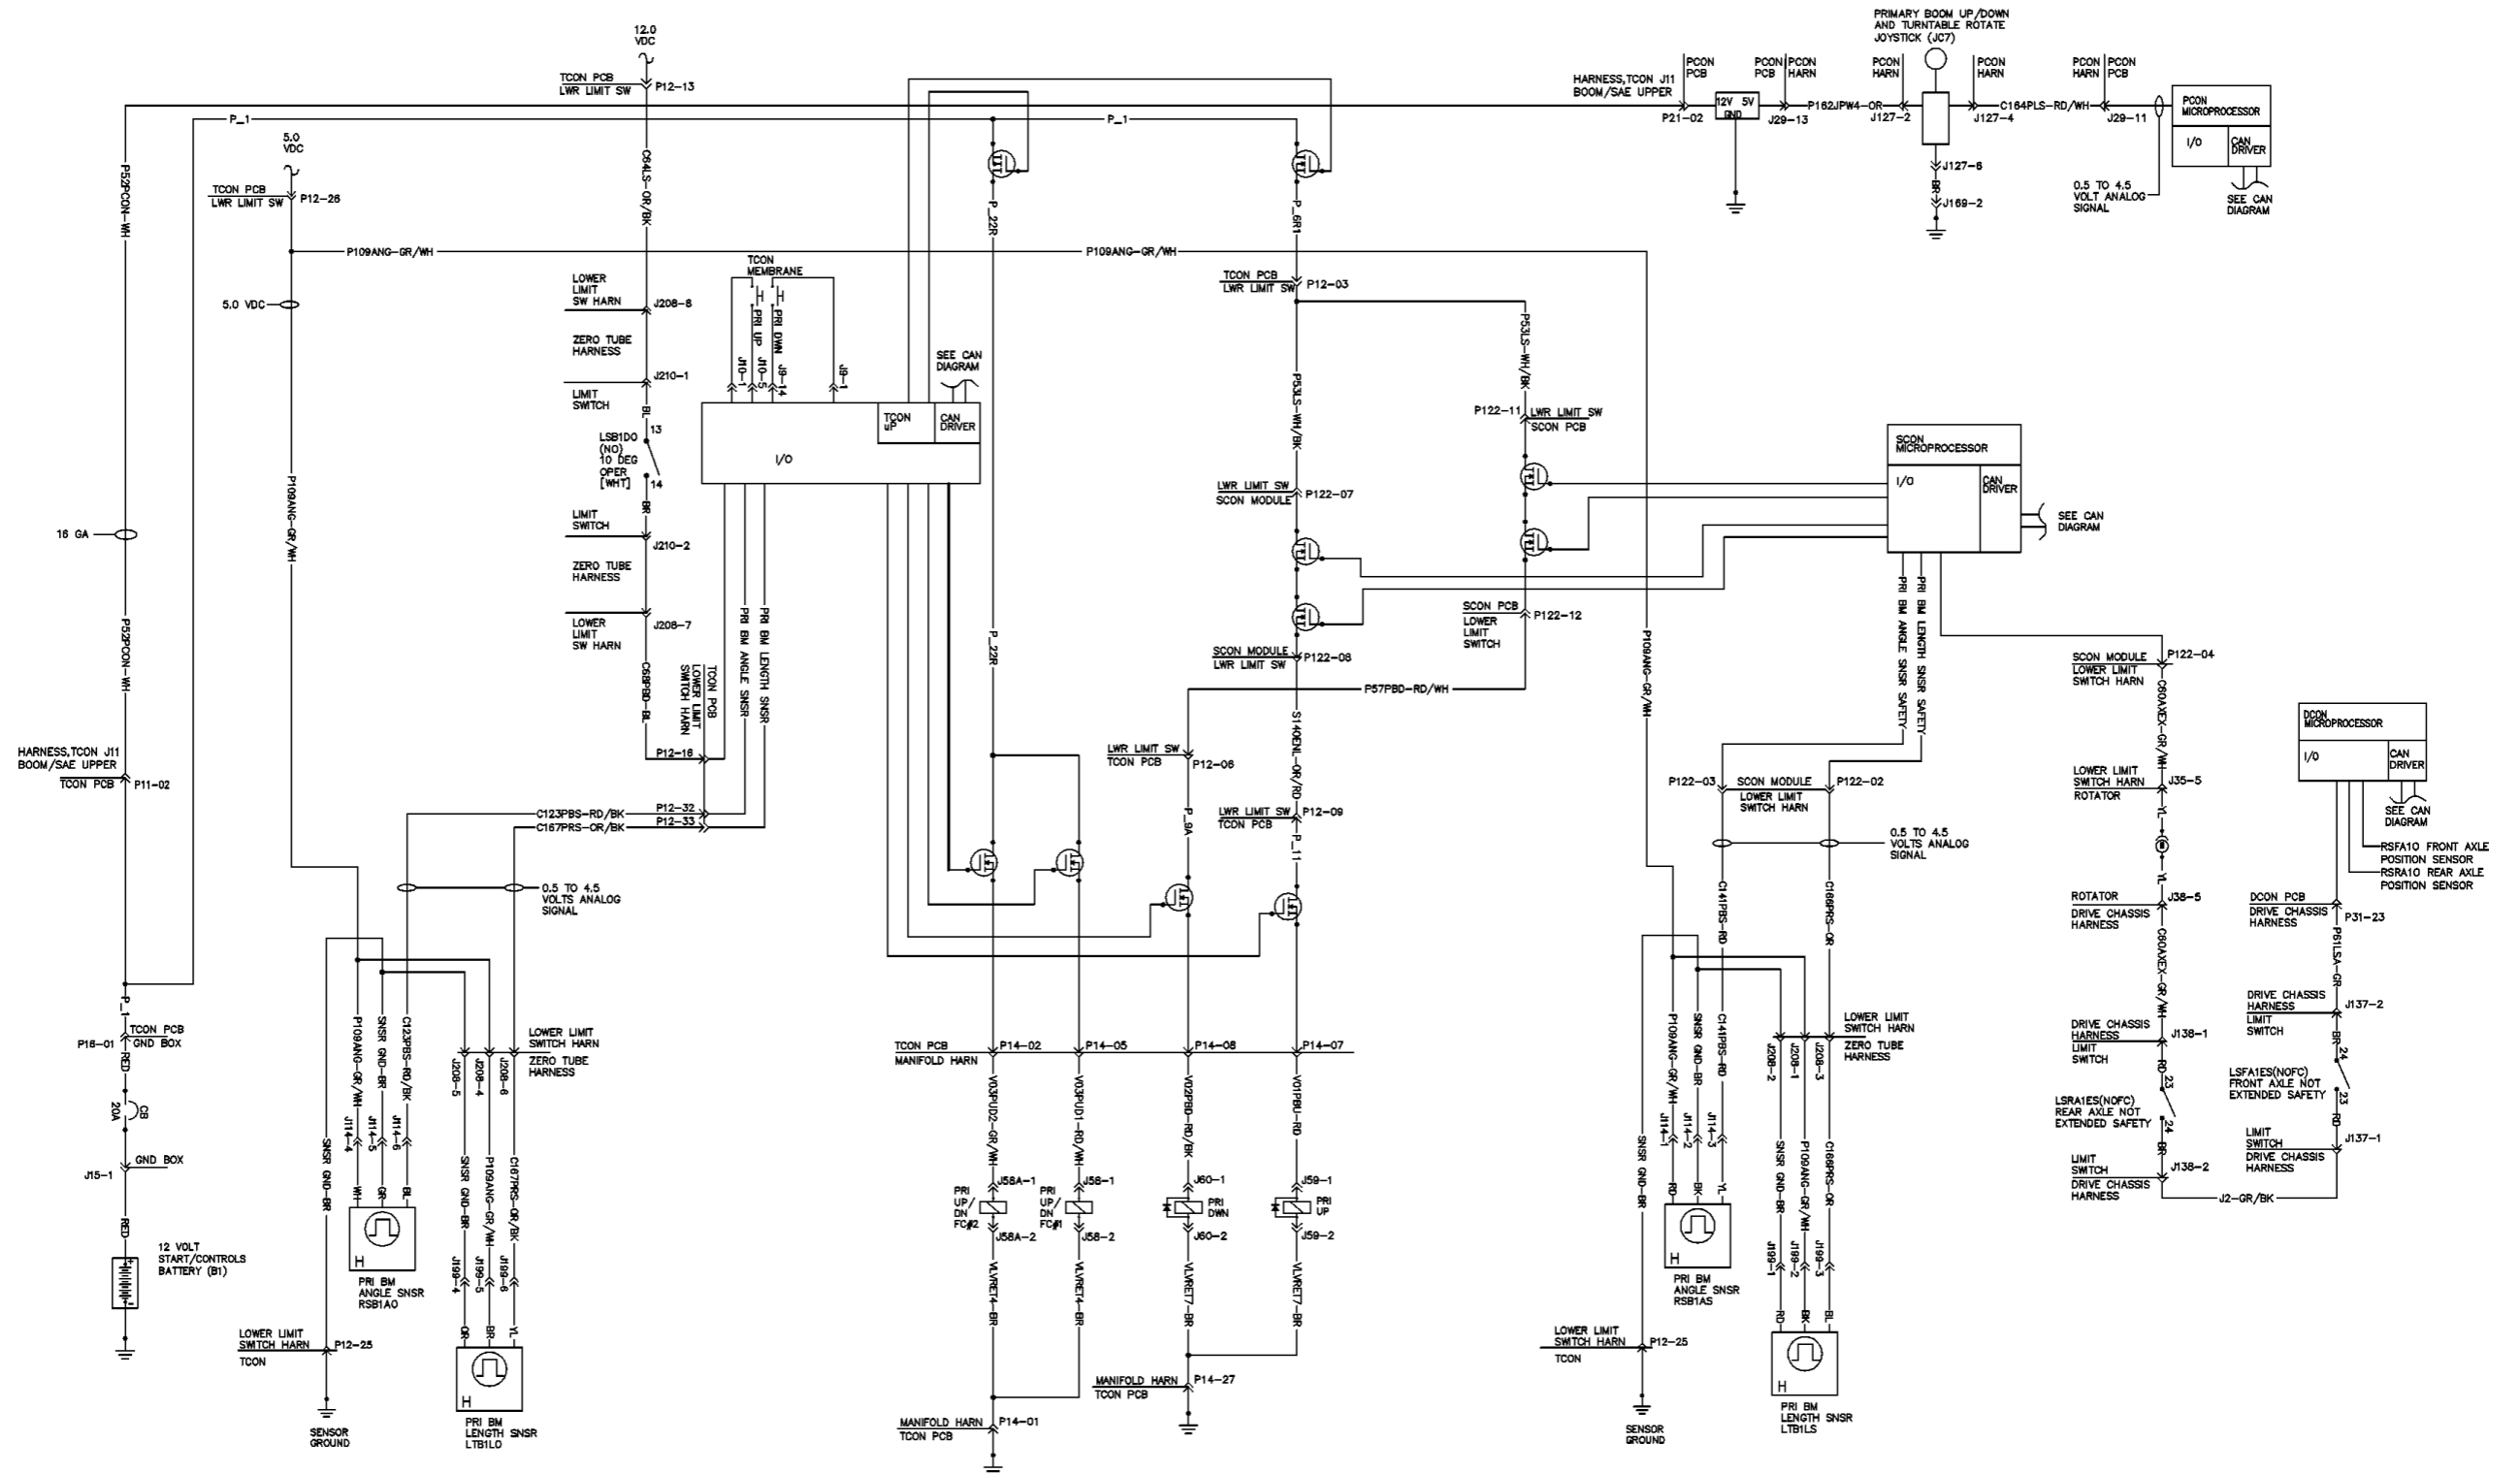 12.0
VDC
TCON PCB
LWR LIMIT SW
P12-13
P_1
P_1
5.0
VDC
TCON PCB
LWR LIMIT SW
P12-26
P52PCON-WH
C64LS-OR/BK
P109ANG-GR/WH
P109ANG-GR/WH
5.0 VDC
LOWER
LIMIT
SW HARN
J208-8
ZERO TUBE
HARNESS
J210-1
LIMIT
SWITCH
BL
13
LSB1DO
(NO)
10 DEG
OPER
[WHT]
14
BR
LIMIT
SWITCH
J210-2
ZERO TUBE
HARNESS
LOWER
LIMIT
SW HARN
J208-7
C68PBD-BL
P12-16
TCON PCB
LOWER LIMIT
SWITCH HARN
TCON
MEMBRANE
PRI UP
PRI DWN
J10-1
J10-5
J9-14
J9-1
SEE CAN
DIAGRAM
TCON
uP
CAN
DRIVER
I/O
PRI BM ANGLE SNSR
PRI BM LENGTH SNSR
C123PBS-RD/BK
P12-32
C167PRS-OR/BK
P12-33
16 GA
P52PCON-WH
P109ANG-GR/WH
HARNESS,TCON J11
BOOM/SAE UPPER
TCON PCB
P11-02
0.5 TO 4.5
VOLTS ANALOG
SIGNAL
P_1
P16-01
TCON PCB
GND BOX
RED
CB
20A
J15-1
GND BOX
RED
12 VOLT
START/CONTROLS
BATTERY (B1)
P109ANG-GR/WH
SNSR GND-BR
C123PBS-RD/BK
J114-4
J114-5
J114-6
WH
GR
BL
H
PRI BM
ANGLE SNSR
RSB1AO
SNSR GND-BR
LOWER LIMIT
SWITCH HARN
P12-25
TCON
SENSOR
GROUND
LOWER LIMIT
SWITCH HARN
ZERO TUBE
HARNESS
J208-5
J208-4
J208-6
SNSR GND-BR
P109ANG-GR/WH
C167PRS-OR/BK
J199-4
J199-5
J199-6
OR
BR
YL
H
PRI BM
LENGTH SNSR
LTB1LO
P_22R
P_22R
P_6R1
TCON PCB
LWR LIMIT SW
P12-03
P53LS-WH/BK
P53LS-WH/BK
P122-11
LWR LIMIT SW
SCON PCB
LWR LIMIT SW
SCON MODULE
P122-07
SCON MODULE
LWR LIMIT SW
P122-08
SCON PCB
LOWER
LIMIT
SWITCH
P122-12
P57PBD-RD/WH
S140ENL-OR/RD
LWR LIMIT SW
TCON PCB
P12-06
P_9A
LWR LIMIT SW
TCON PCB
P12-09
P_11
TCON PCB
MANIFOLD HARN
P14-02
P14-05
P14-08
P14-07
V03PUD2-GR/WH
V03PUD1-RD/WH
V02PBD-RD/BK
V01PBU-RD
J58A-1
J58-1
J60-1
J59-1
PRI
UP/
DN
FC#2
PRI
UP/
DN
FC#1
PRI
DWN
PRI
UP
J58A-2
J58-2
J60-2
J59-2
VLVRET4-BR
VLVRET4-BR
VLVRET7-BR
VLVRET7-BR
MANIFOLD HARN
TCON PCB
P14-27
MANIFOLD HARN
TCON PCB
P14-01
HARNESS,TCON J11
BOOM/SAE UPPER
PCON
PCB
P21-02
12V 5V
GND
PCON
PCB
PCON
HARN
J29-13
P162JPW4-OR
PCON
HARN
J127-2
PRIMARY BOOM UP/DOWN
AND TURNTABLE ROTATE
JOYSTICK (JC7)
PCON
HARN
J127-4
C164PLS-RD/WH
PCON
HARN
PCON
PCB
J29-11
J127-6
BR
J169-2
0.5 TO 4.5
VOLT ANALOG
SIGNAL
PCON
MICROPROCESSOR
I/O
CAN
DRIVER
SEE CAN
DIAGRAM
SCON
MICROPROCESSOR
I/O
CAN
DRIVER
SEE CAN
DIAGRAM
PRI BM ANGLE SNSR SAFETY
PRI BM LENGTH SNSR SAFETY
P109ANG-GR/WH
P122-03
SCON MODULE
P122-02
LOWER LIMIT
SWITCH HARN
0.5 TO 4.5
VOLTS ANALOG
SIGNAL
C141PBS-RD
C166PRS-OR
P109ANG-GR/WH
SNSR GND-BR
C141PBS-RD
J114-1
J114-2
J114-3
RD
BK
YL
H
PRI BM
ANGLE SNSR
RSB1AS
SNSR GND-BR
LOWER LIMIT
SWITCH HARN
P12-25
TCON
SENSOR
GROUND
LOWER LIMIT
SWITCH HARN
ZERO TUBE
HARNESS
J208-2
J208-1
J208-3
SNSR GND-BR
P109ANG-GR/WH
C166PRS-OR
J199-1
J199-2
J199-3
RD
BK
BL
H
PRI BM
LENGTH SNSR
LTB1LS
SCON MODULE
LOWER LIMIT
SWITCH HARN
P122-04
C60AXEX-GR/WH
LOWER LIMIT
SWITCH HARN
ROTATOR
J35-5
YL
YL
ROTATOR
DRIVE CHASSIS
HARNESS
J38-5
C60AXEX-GR/WH
DRIVE CHASSIS
HARNESS
LIMIT
SWITCH
J138-1
RD
23
LSRA1ES(NOFC)
REAR AXLE NOT
EXTENDED SAFETY
24
BR
LIMIT
SWITCH
DRIVE CHASSIS
HARNESS
J138-2
J2-GR/BK
DCON
MICROPROCESSOR
I/O
CAN
DRIVER
SEE CAN
DIAGRAM
RSFA10 FRONT AXLE
POSITION SENSOR
RSRA10 REAR AXLE
POSITION SENSOR
DCON PCB
DRIVE CHASSIS
HARNESS
P31-23
P61LSA-GR
DRIVE CHASSIS
HARNESS
LIMIT
SWITCH
J137-2
BR
24
LSFA1ES(NOFC)
FRONT AXLE NOT
EXTENDED SAFETY
23
RD
LIMIT
SWITCH
DRIVE CHASSIS
HARNESS
J137-1